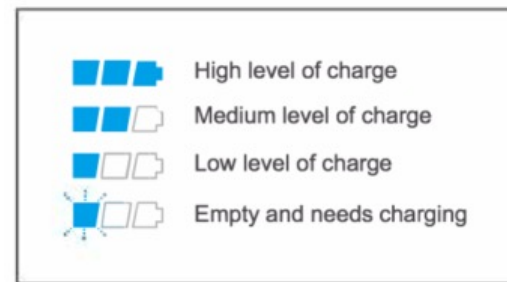 High level of charge
Medium level of charge
Low level of charge
Empty and needs charging